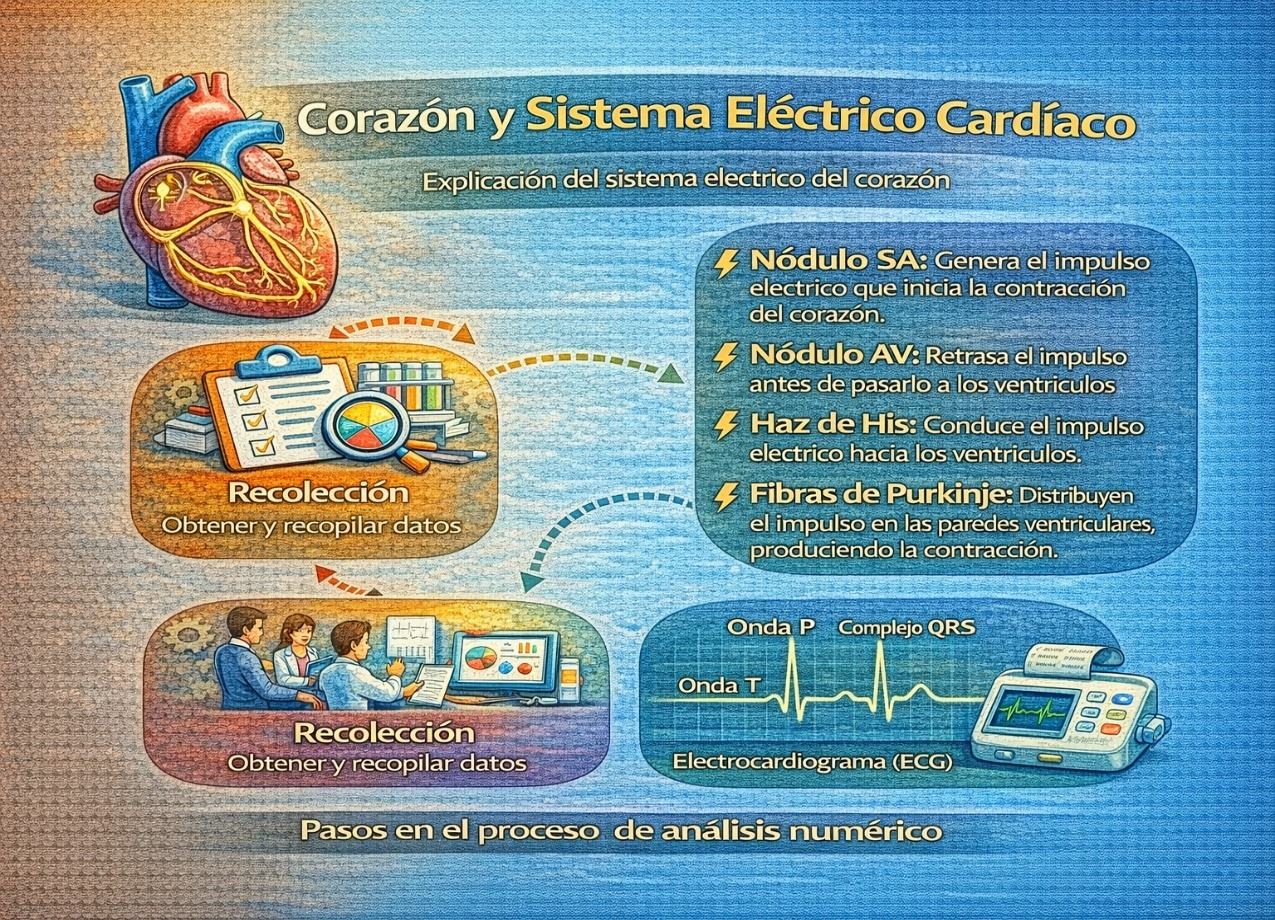 Corazón y Sistema Eléctrico Cardíaco
Explicación del sistema electrico del corazón
Nódulo SA: Genera el impulso
electrico que inicia la contracción
del corazón.
Nódulo AV: Retrasa el impulso
antes de pasarlo a los ventriculos
Haz de His: Conduce el impulso
electrico hacia los ventriculos.
Fibras de Purkinje: Distribuyen
el impulso en las paredes ventriculares,
produciendo la contracción.
Recolección
Obtener y recopilar datos
Recolección
Obtener y recopilar datos
Onda P Complejo QRS
Onda T
Electrocardiograma (ECG)
Pasos en el proceso de análisis numérico